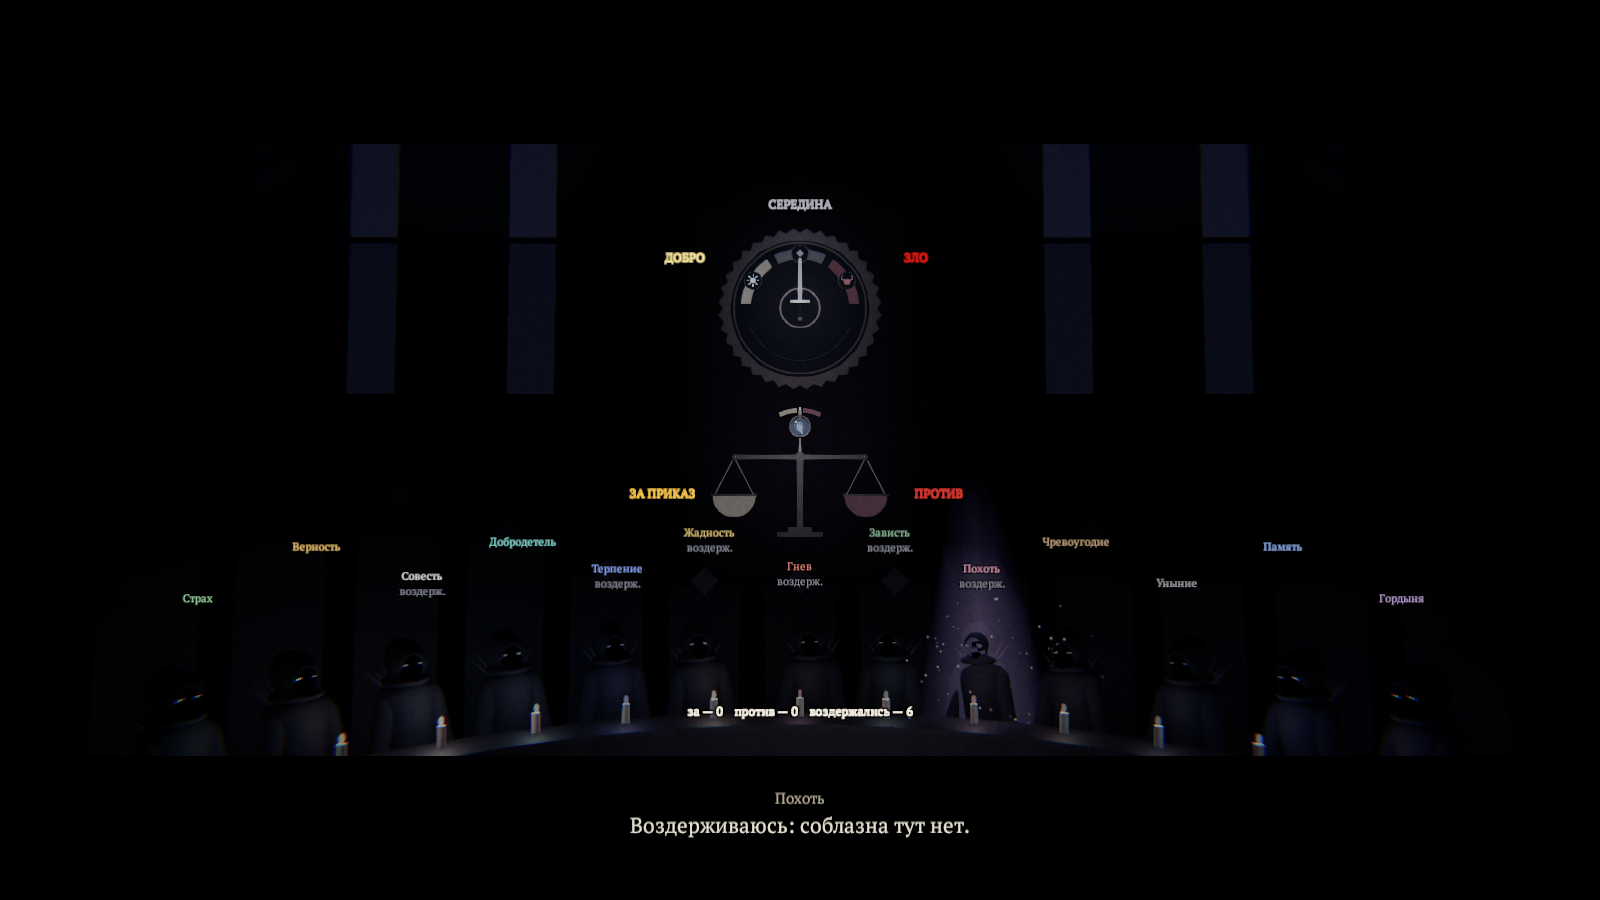 СЕРЕДИНА
ДОБРО
ЗЛО
ЗА ПРИКАЗ
ПРОТИВ
Жадность
воздерж.
Зависть
воздерж.
Верность
Добродетель
Чревоугодие
Память
Совесть
воздерж.
Терпение
воздерж.
Гнев
воздерж.
Похоть
воздерж.
Уныние
Страх
Гордыня
за — 0 против — 0 воздержались — 6
Похоть
Воздерживаюсь: соблазна тут нет.